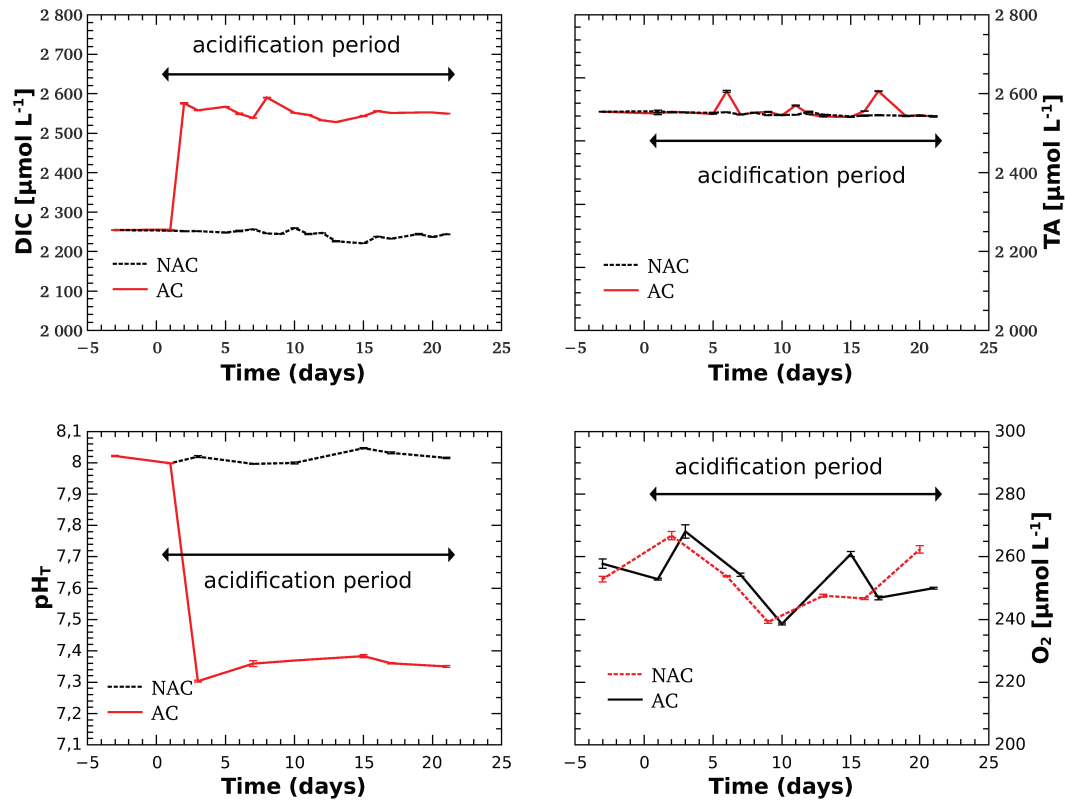 2 800
2 700
2 600
2 500
2 400
2 300
2 200
2 100
2 000
DIC [µmol L-1]
acidification period
NAC
AC
−5 0 5 10 15 20 25
Time (days)
2 800
2 600
2 400
2 200
2 000
TA [µmol L-1]
acidification period
NAC
AC
−5 0 5 10 15 20 25
Time (days)
8,1
8
7,9
7,8
7,7
7,6
7,5
7,4
7,3
7,2
7,1
pHT
acidification period
NAC
AC
−5 0 5 10 15 20 25
Time (days)
300
280
260
240
220
200
O2 [µmol L-1]
acidification period
NAC
AC
−5 0 5 10 15 20 25
Time (days)